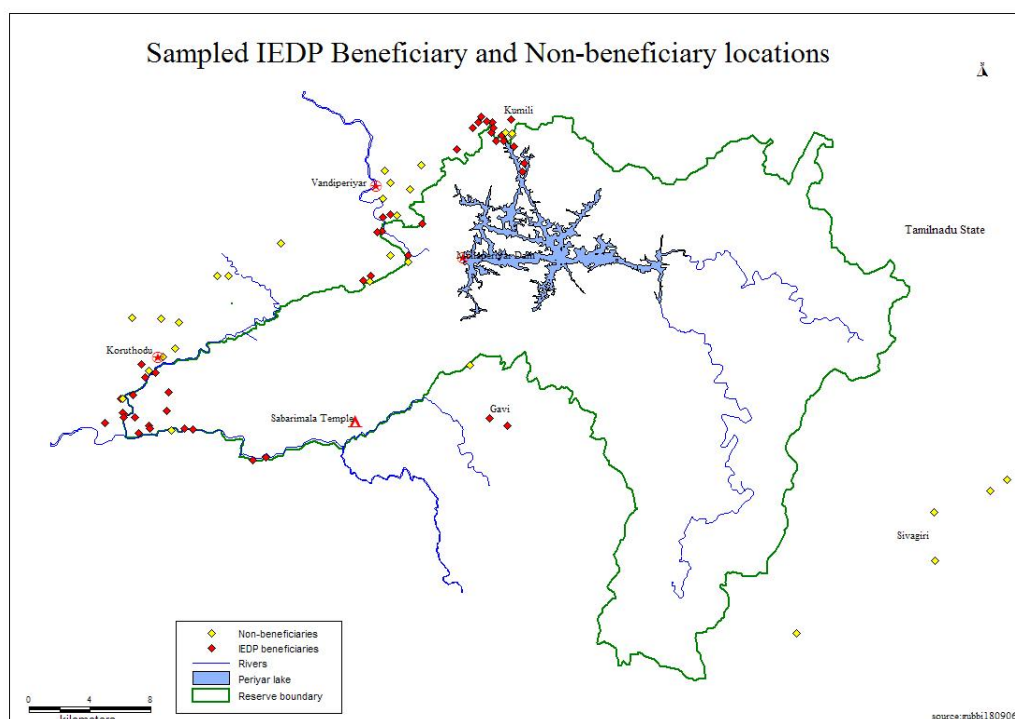 Sampled IEDP Beneficiary and Non-beneficiary locations
N
Kumili
Vandiperiyar
Tamilnadu State
Koruthodu
Sabarimala Temple
Gavi
Sivagiri
Non-beneficiaries
IEDP beneficiaries
Rivers
Periyar lake
Reserve boundary
0 4 8
kilometers